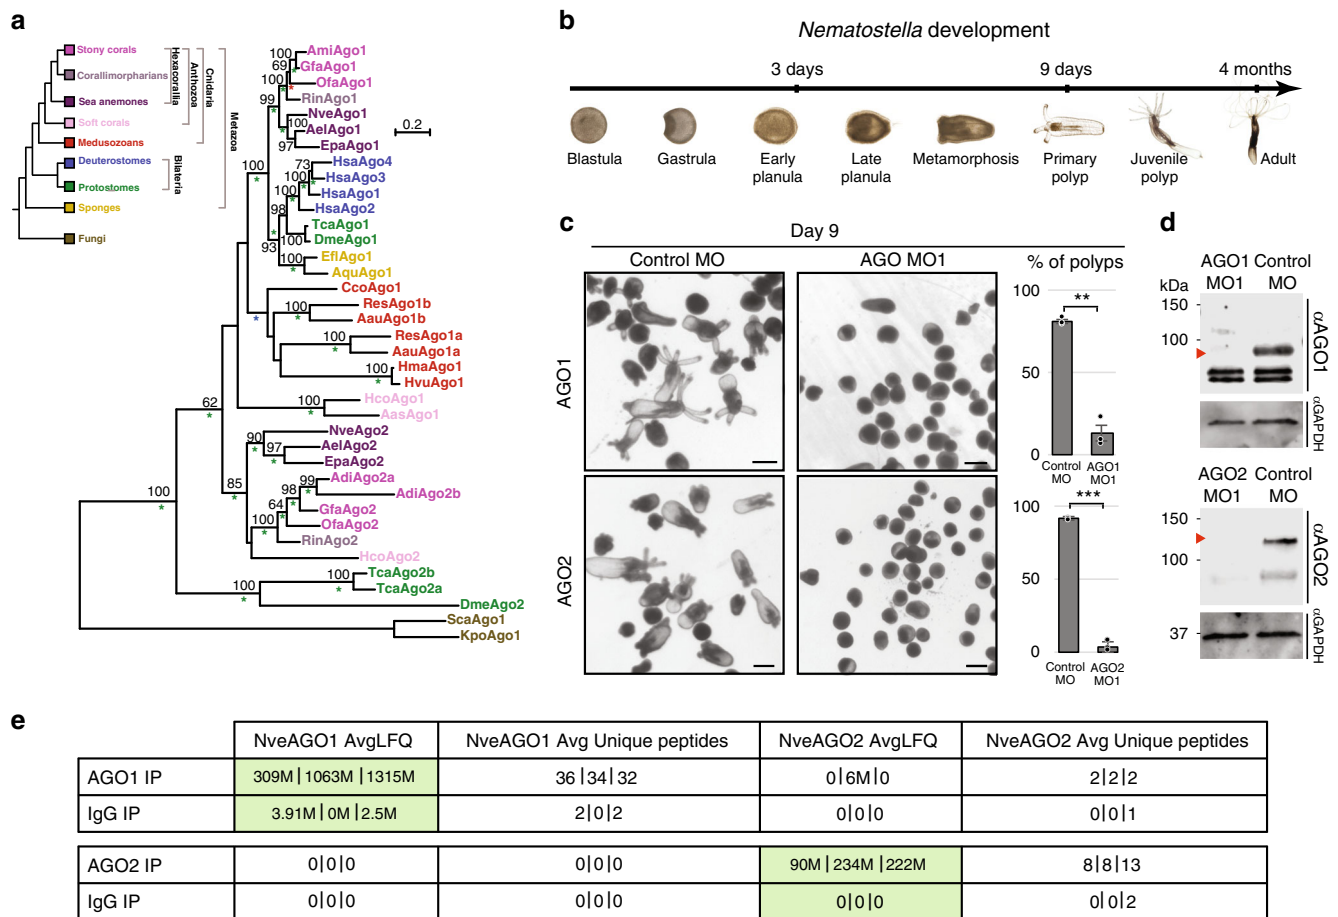 a
Stony corals
Corallimorpharians
Sea anemones
Soft corals
Medusozoans
Deuterostomes
Protostomes
Sponges
Fungi
Hexacorallia
Anthozoa
Cnidaria
Metazoa
Bilateria
100
69
*
100
*
*
99
*
*
100
97
100
*
73
100
*
*
100
*
98
*
93
100
100
*
*
100
*
100
*
100
*
100
62
*
90
*
97
*
85
*
99
*
98
*
64
*
100
*
100
*
100
*
100
*
AmiAgo1
GfaAgo1
OfaAgo1
RinAgo1
NveAgo1
AelAgo1
EpaAgo1
HsaAgo4
HsaAgo3
HsaAgo1
HsaAgo2
TcaAgo1
DmeAgo1
EflAgo1
AquAgo1
CcoAgo1
ResAgo1b
AauAgo1b
ResAgo1a
AauAgo1a
HmaAgo1
HvuAgo1
HcoAgo1
AasAgo1
NveAgo2
AelAgo2
EpaAgo2
AdiAgo2a
AdiAgo2b
GfaAgo2
OfaAgo2
RinAgo2
HcoAgo2
TcaAgo2b
TcaAgo2a
DmeAgo2
ScaAgo1
KpoAgo1
0.2
b
Nematostella development
3 days
9 days
4 months
Blastula
Gastrula
Early
planula
Late
planula
Metamorphosis
Primary
polyp
Juvenile
polyp
Adult
c
Day 9
Control MO
AGO MO1
% of polyps
AGO1
AGO2
100
50
0
**
Control
MO
AGO1
MO1
100
50
0
***
Control
MO
AGO2
MO1
d
AGO1
MO1
Control
MO
kDa
150
100
αAGO1
αGAPDH
AGO2
MO1
Control
MO
150
100
37
αAGO2
αGAPDH
e
NveAGO1 AvgLFQ
NveAGO1 Avg Unique peptides
NveAGO2 AvgLFQ
NveAGO2 Avg Unique peptides
AGO1 IP
309M|1063M|1315M
36|34|32
0|6M|0
2|2|2
IgG IP
3.91M|0M|2.5M
2|0|2
0|0|0
0|0|1
AGO2 IP
0|0|0
0|0|0
90M|234M|222M
8|8|13
IgG IP
0|0|0
0|0|0
0|0|0
0|0|2